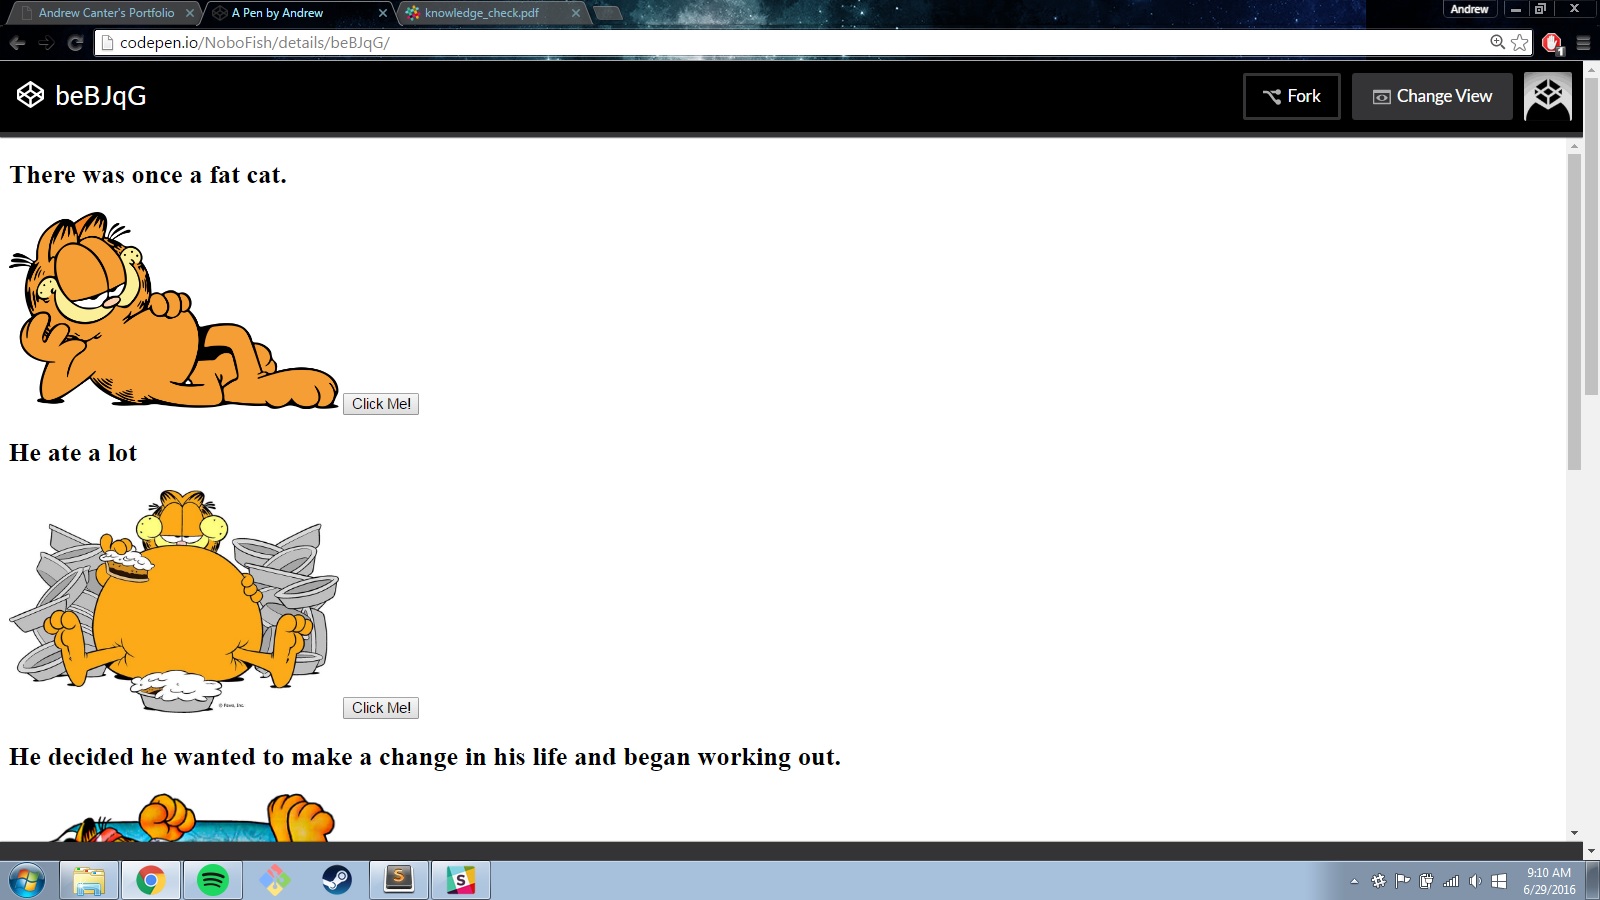 Andrew Canter's Portfolio
A Pen by Andrew
knowledge_check.pdf
Andrew
codepen.io/NoboFish/details/beBJqG/
1
beBJqG
Fork
Change View
There was once a fat cat.
Click Me!
He ate a lot
© Paws, Inc.
Click Me!
He decided he wanted to make a change in his life and began working out.
S
S
9:10 AM
6/29/2016